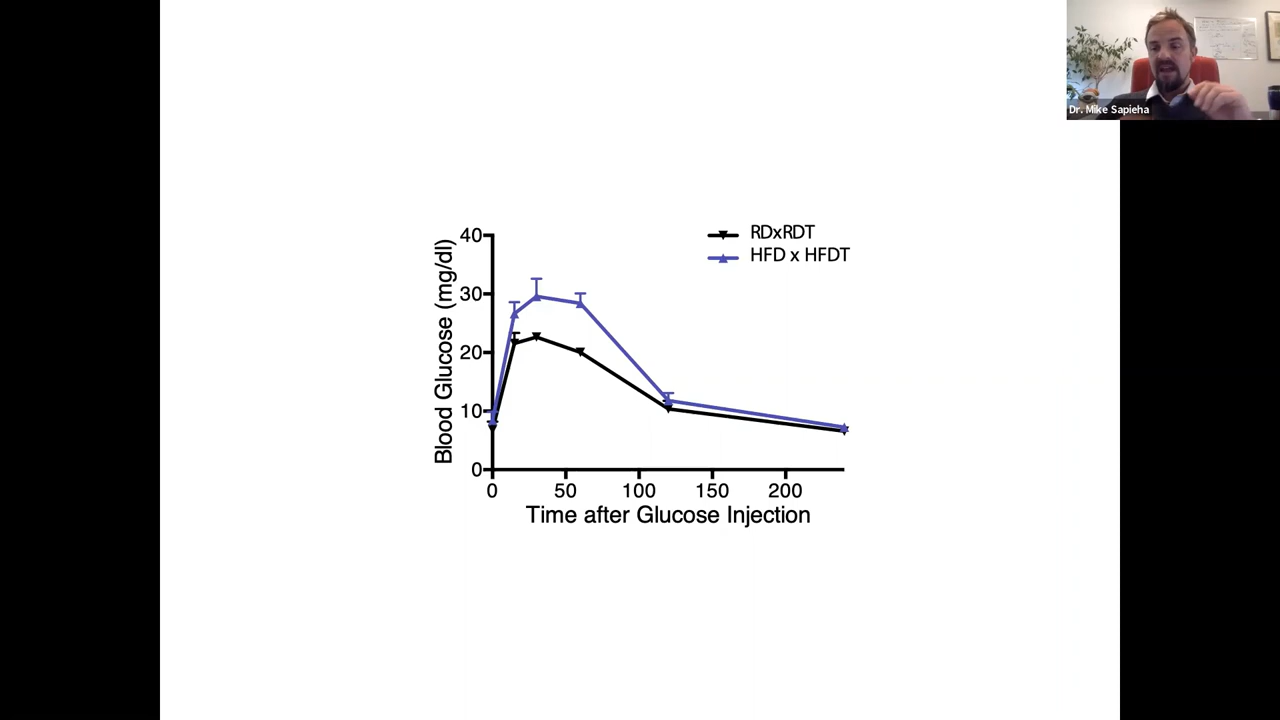 Dr. Mike Sapieha
RDxRDT
HFD x HFDT
Blood Glucose (mg/dl)
40
30
20
10
0
0 50 100 150 200
Time after Glucose Injection